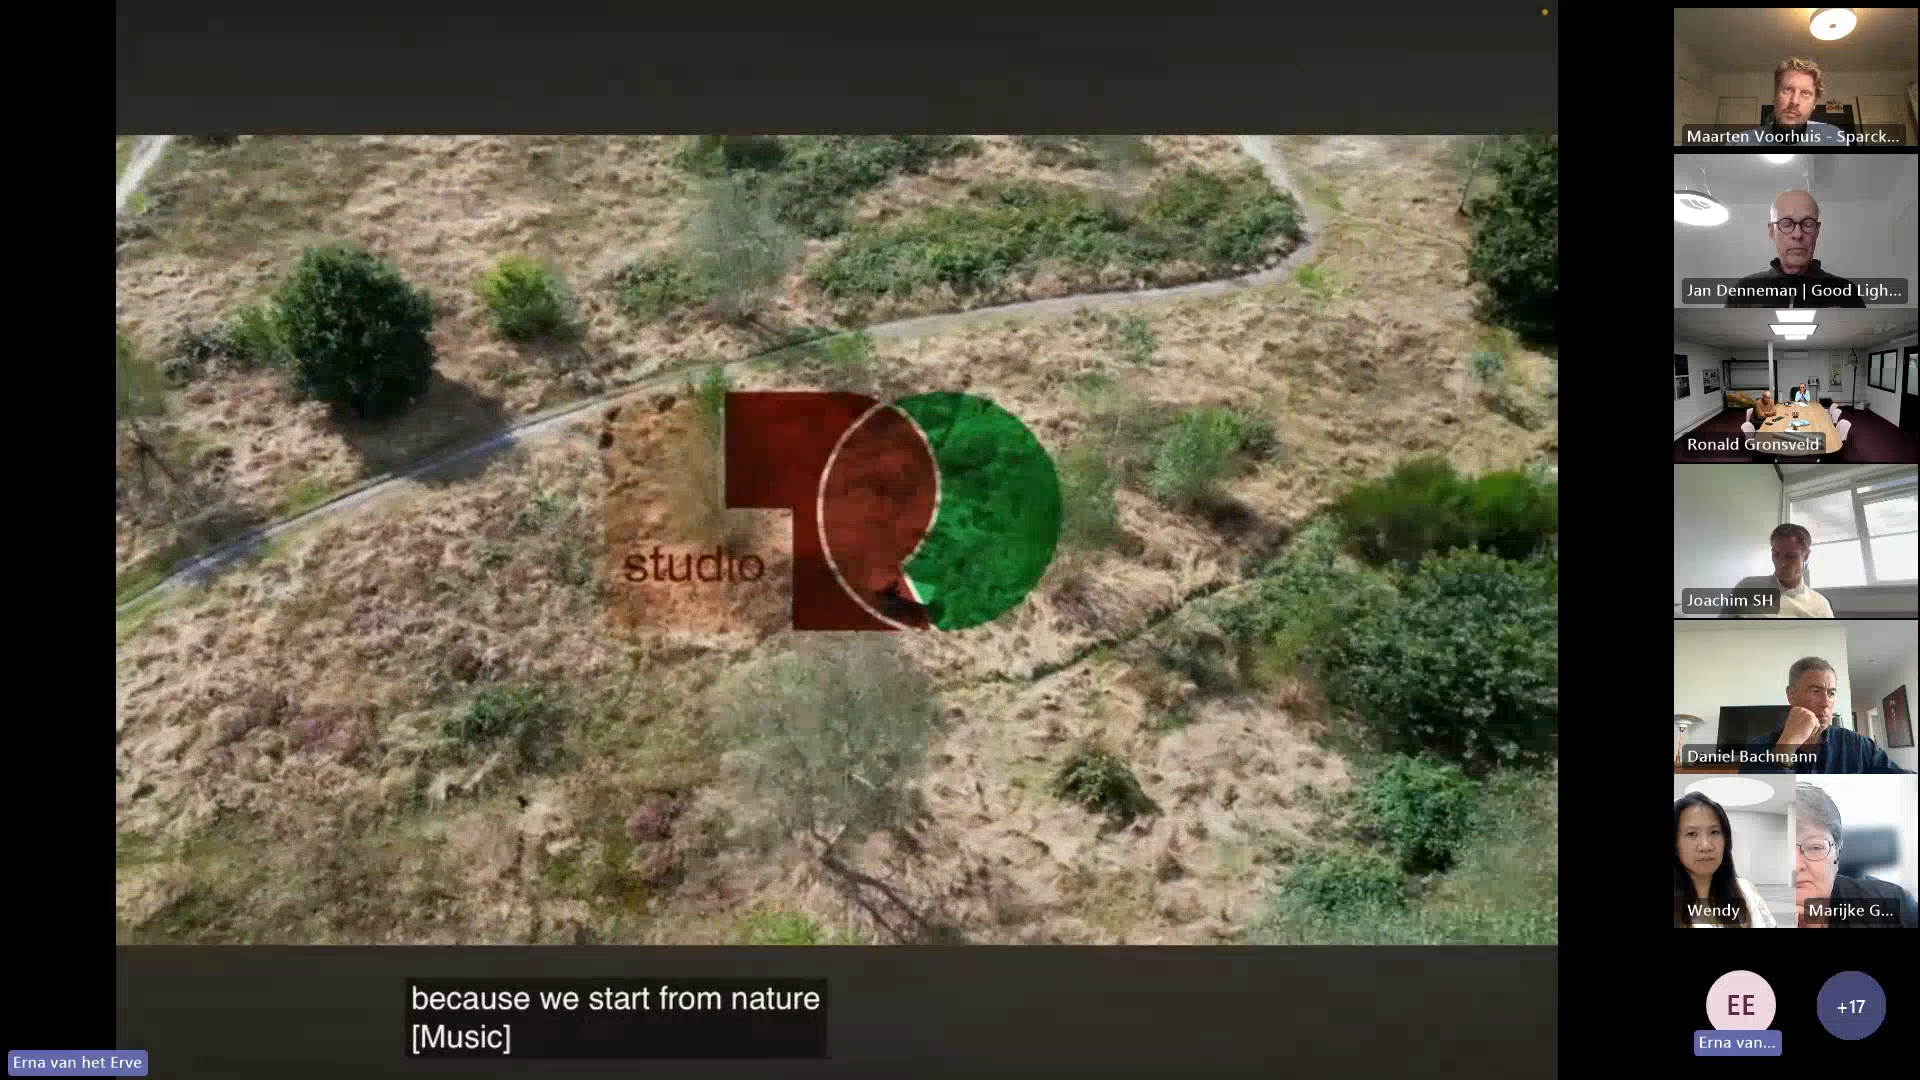 studio
because we start from nature
[Music]
Erna van het Erve
Maarten Voorhuis - Sparck...
Jan Denneman | Good Ligh...
Ronald Gronsveld
Joachim SH
Daniel Bachmann
Wendy
Marijke G...
EE
+17
Erna van...